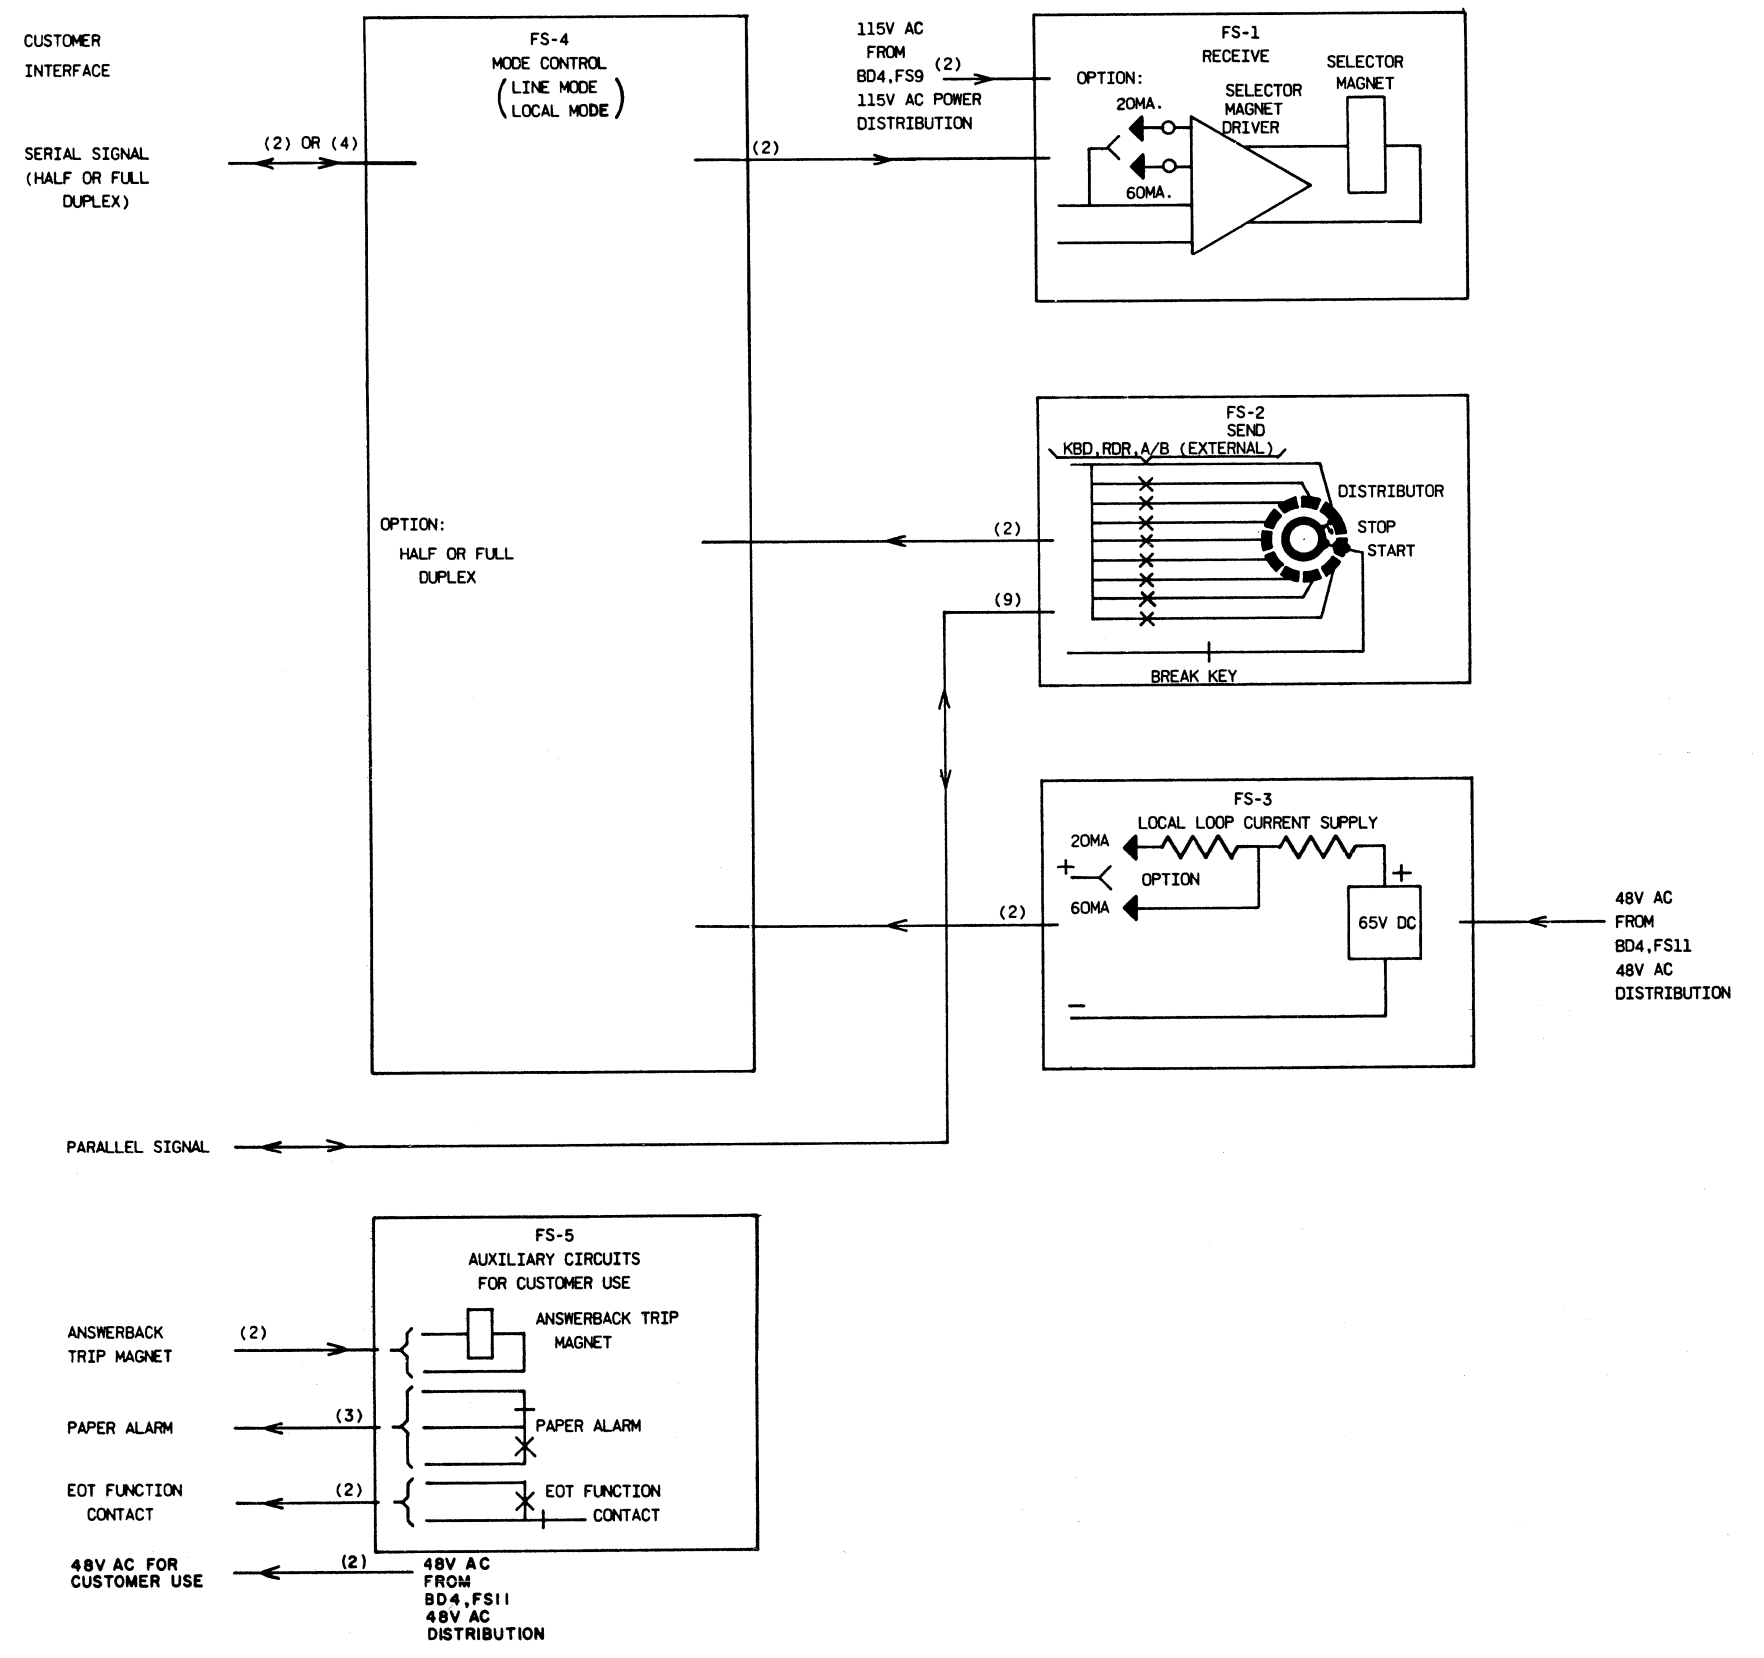 CUSTOMER
INTERFACE
SERIAL SIGNAL
(HALF OR FULL
DUPLEX)
(2) OR (4)
FS-4
MODE CONTROL
(LINE MODE
LOCAL MODE)
OPTION:
HALF OR FULL
DUPLEX
(2)
115V AC
FROM
BD4,FS9
(2)
115V AC POWER
DISTRIBUTION
FS-1
RECEIVE
OPTION:
20MA.
60MA.
SELECTOR
MAGNET
DRIVER
SELECTOR
MAGNET
FS-2
SEND
KBD,RDR,A/B (EXTERNAL)
DISTRIBUTOR
STOP
START
BREAK KEY
(2)
(9)
FS-3
LOCAL LOOP CURRENT SUPPLY
20MA
+
OPTION
60MA
+
65V DC
−
(2)
48V AC
FROM
BD4,FS11
48V AC
DISTRIBUTION
PARALLEL SIGNAL
FS-5
AUXILIARY CIRCUITS
FOR CUSTOMER USE
ANSWERBACK
TRIP MAGNET
(2)
ANSWERBACK TRIP
MAGNET
PAPER ALARM
(3)
PAPER ALARM
EOT FUNCTION
CONTACT
(2)
EOT FUNCTION
CONTACT
48V AC FOR
CUSTOMER USE
(2)
48V AC
FROM
BD4,FS11
48V AC
DISTRIBUTION